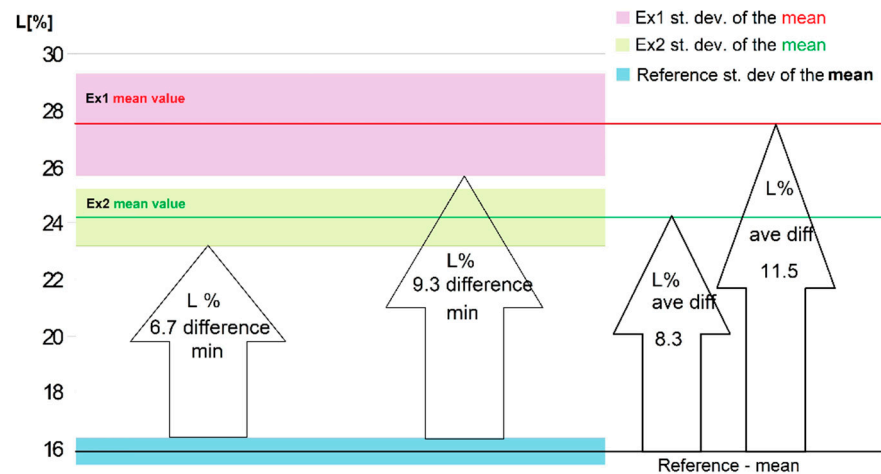 L[%]
Ex1 st. dev. of the mean
Ex2 st. dev. of the mean
Reference st. dev of the mean
30
28
26
24
22
20
18
16
Ex1 mean value
Ex2 mean value
L %
6.7 difference
min
L%
9.3 difference
min
L%
ave diff
8.3
L%
ave diff
11.5
Reference - mean